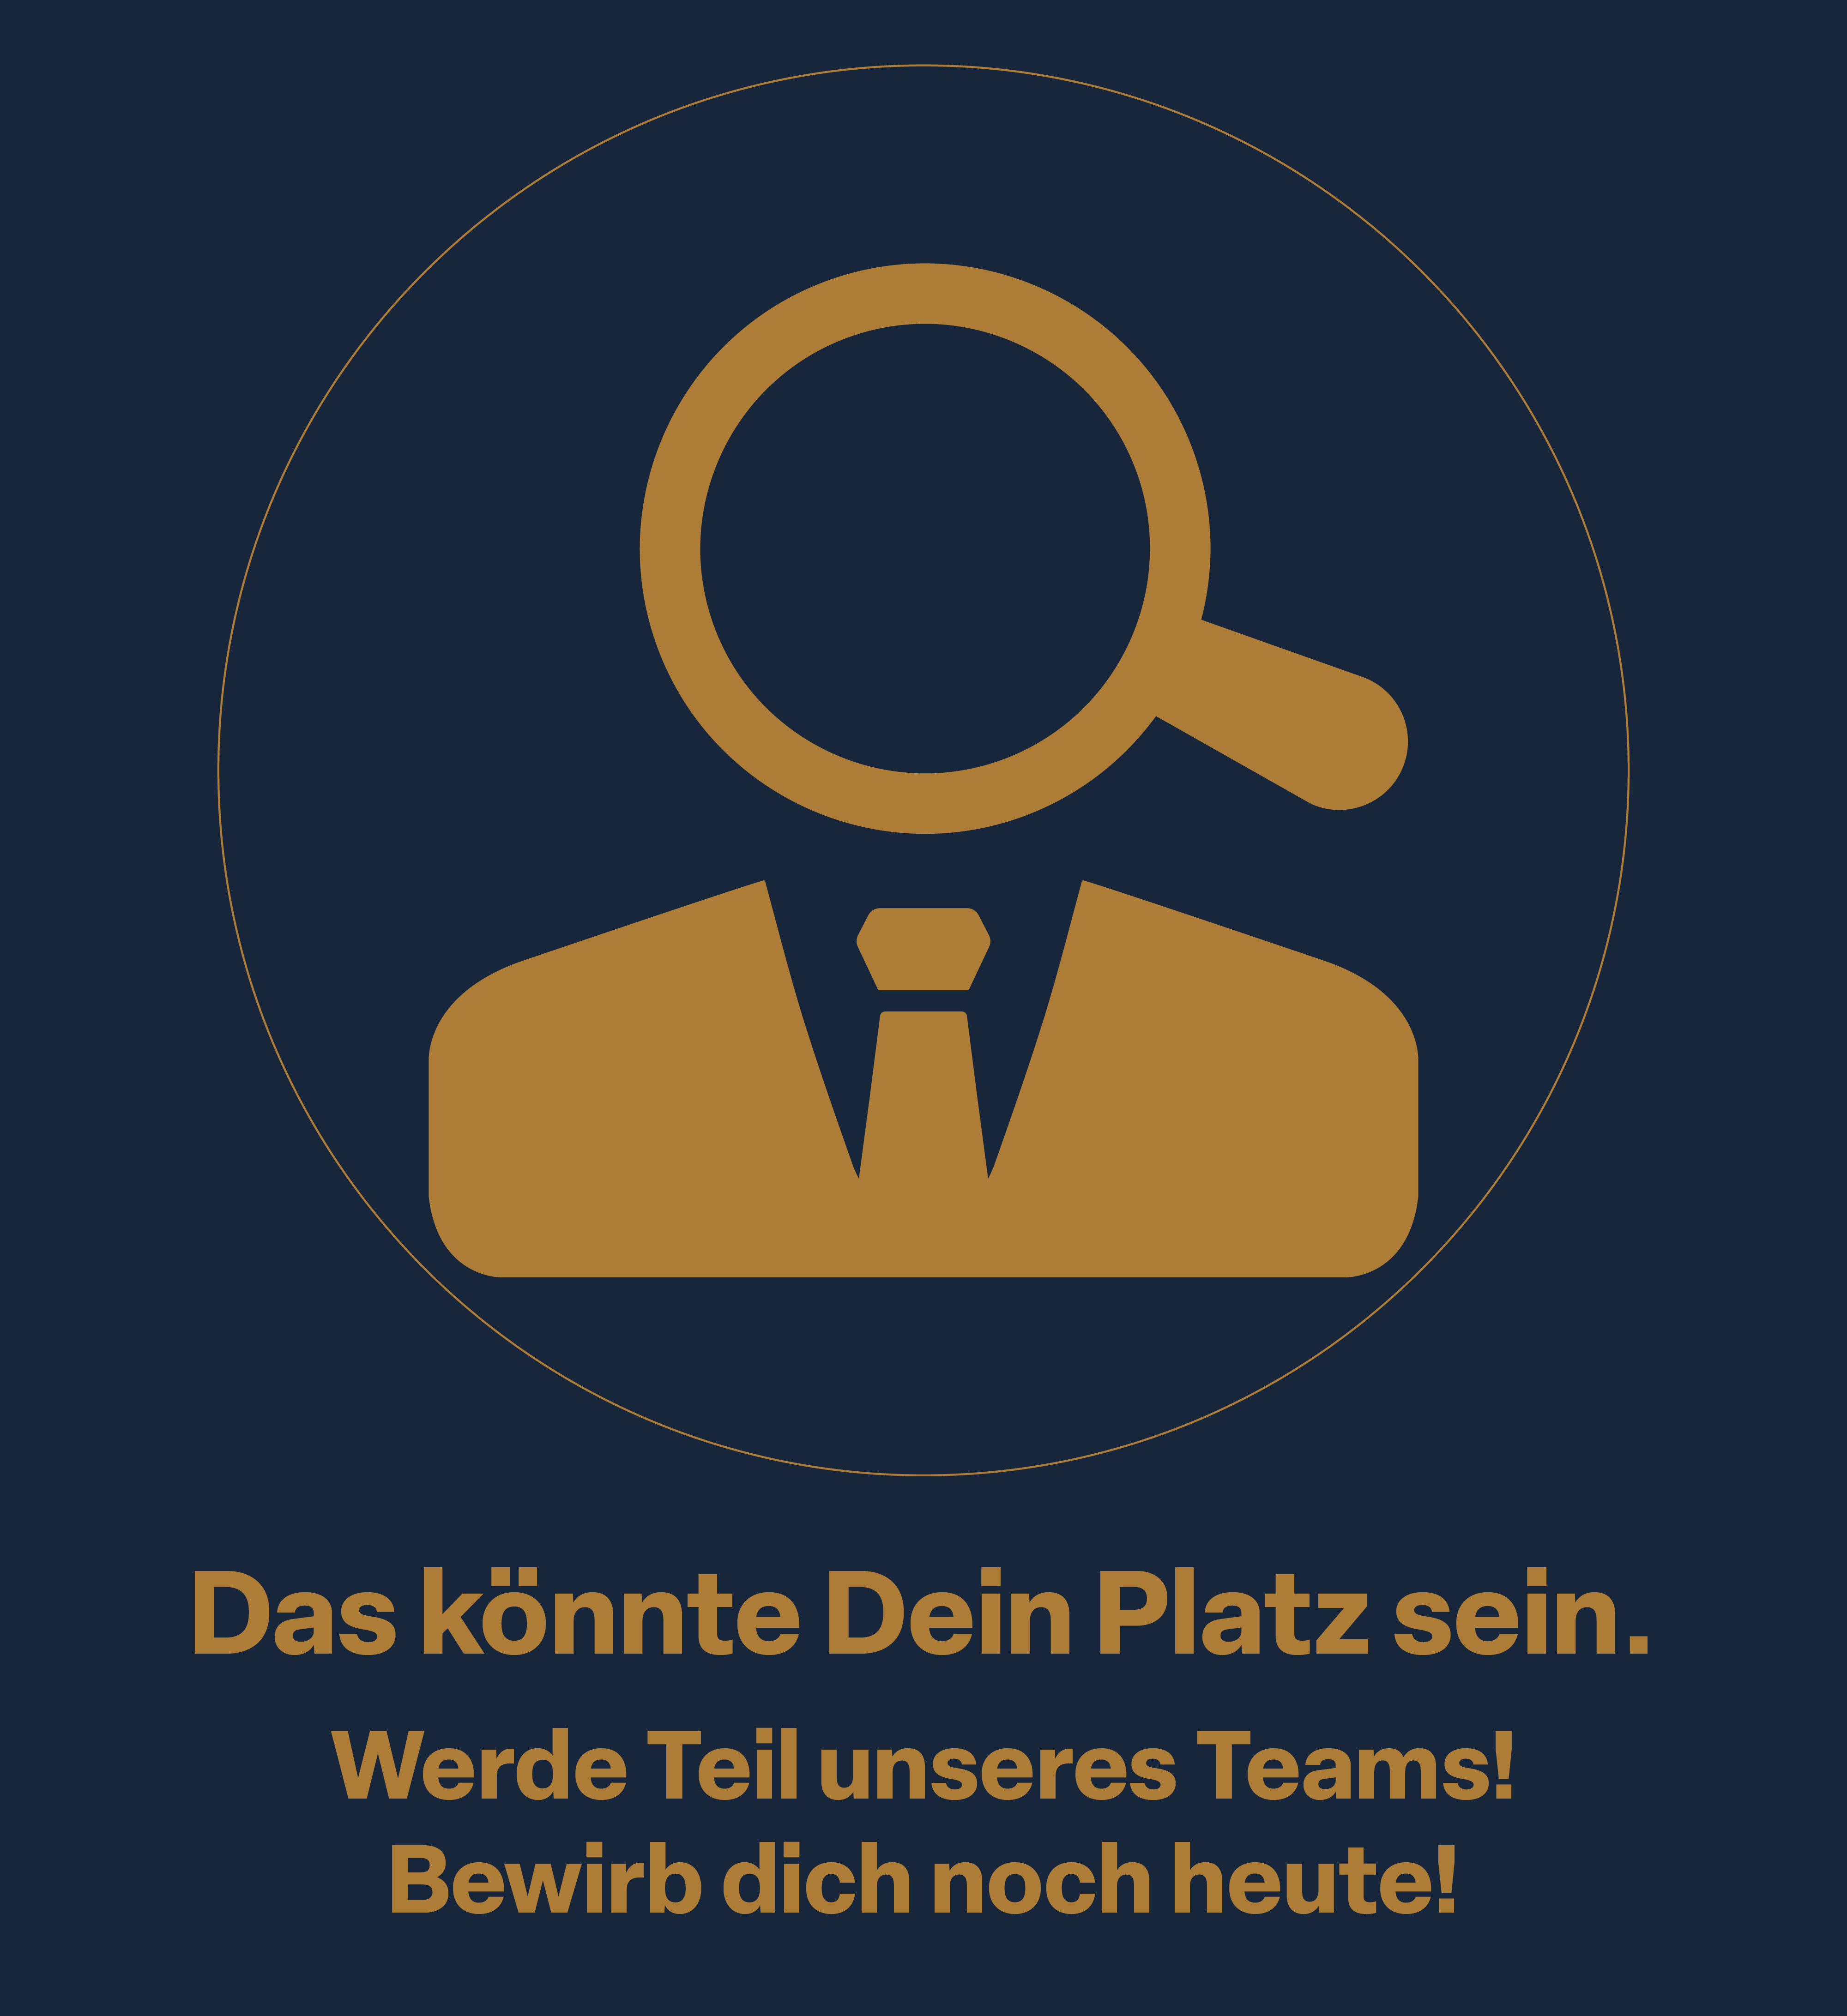 Das könnte Dein Platz sein.
Werde Teil unseres Teams!
Bewirb dich noch heute!